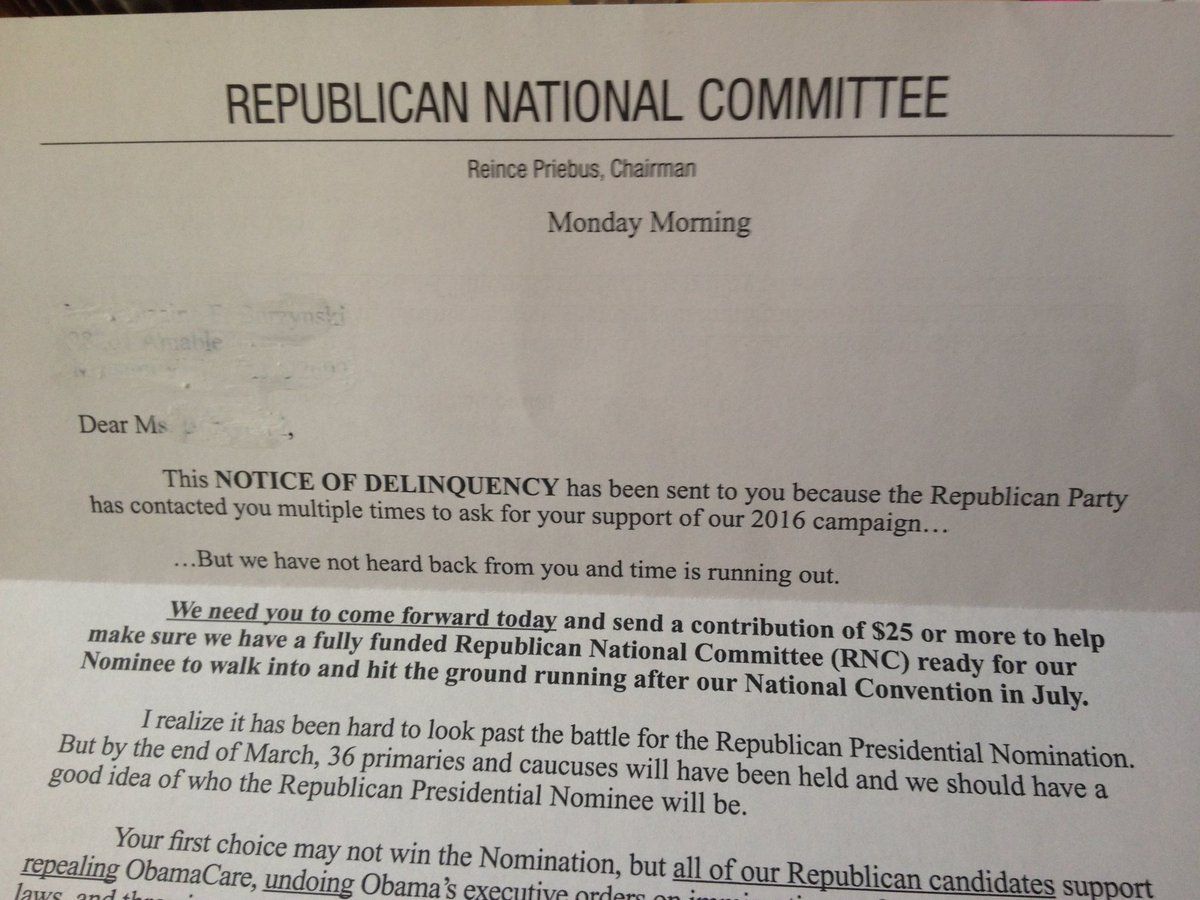 REPUBLICAN NATIONAL COMMITTEE
Reince Priebus, Chairman
Monday Morning
Dear Ms
This NOTICE OF DELINQUENCY has been sent to you because the Republican Party
has contacted you multiple times to ask for your support of our 2016 campaign…
…But we have not heard back from you and time is running out.
We need you to come forward today and send a contribution of $25 or more to help
make sure we have a fully funded Republican National Committee (RNC) ready for our
Nominee to walk into and hit the ground running after our National Convention in July.
I realize it has been hard to look past the battle for the Republican Presidential Nomination.
But by the end of March, 36 primaries and caucuses will have been held and we should have a
good idea of who the Republican Presidential Nominee will be.
Your first choice may not win the Nomination, but all of our Republican candidates support
repealing ObamaCare, undoing Obama's executive orders on
laws, and